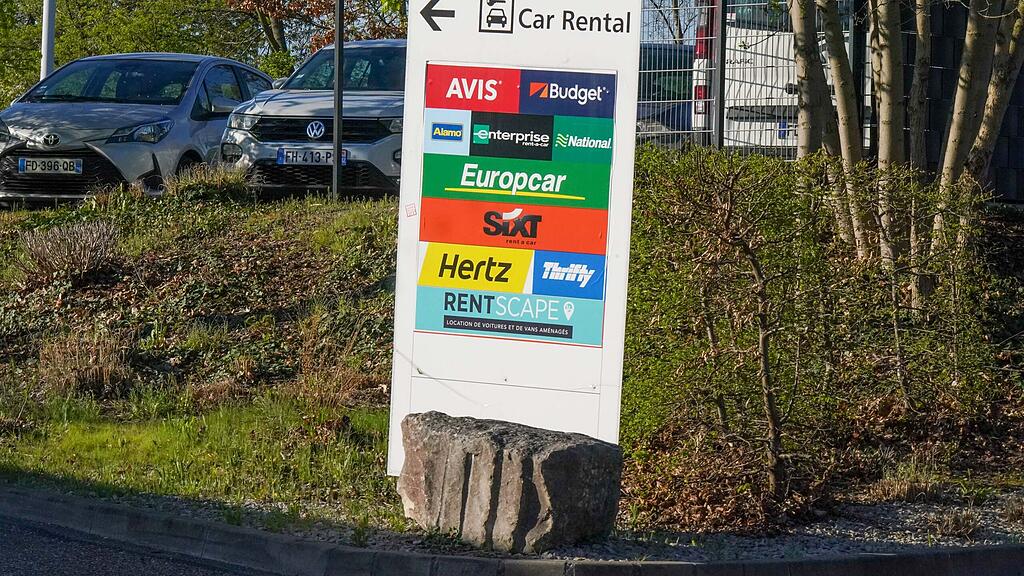 Car Rental
AVIS
Budget
Alamo
enterprise
rent-a-car
National
Europcar
SIXT
rent a car
Hertz
Thrifty
RENTSCAPE
LOCATION DE VOITURES ET DE VANS AMÉNAGÉS
FD-396-QB
FH-413-P